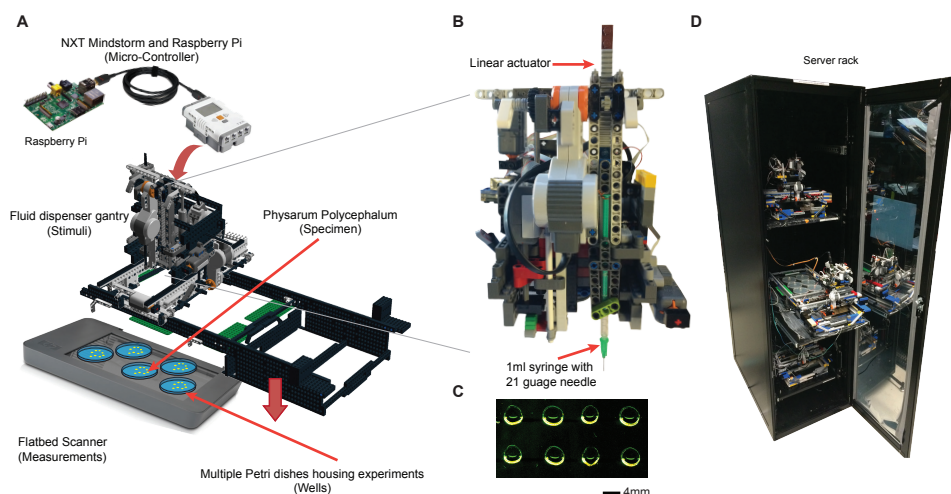 A
NXT Mindstorm and Raspberry Pi
(Micro-Controller)
Raspberry Pi
Fluid dispenser gantry
(Stimuli)
Physarum Polycephalum
(Specimen)
Flatbed Scanner
(Measurements)
Multiple Petri dishes housing experiments
(Wells)
B
Linear actuator
1ml syringe with
21 guage needle
C
4mm
D
Server rack